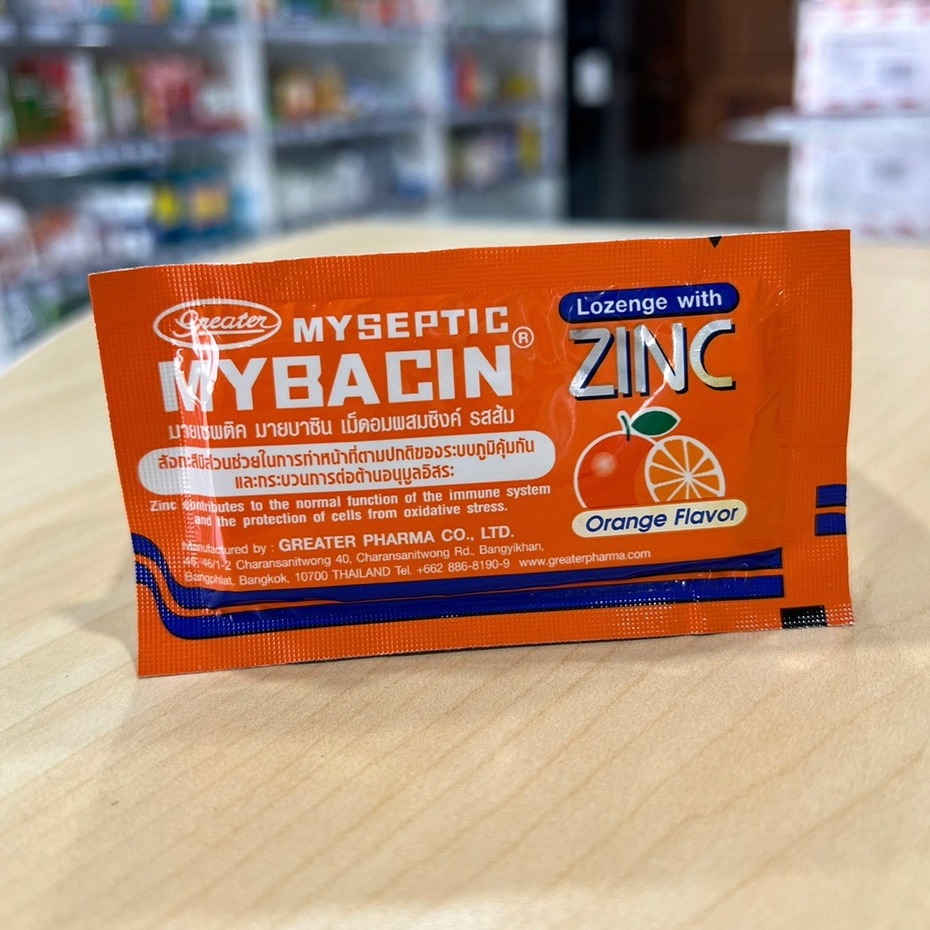 Greater
MYSEPTIC
MYBACIN®
มายเซพติค มายบาซิน เม็ดอมผสมซิงค์ รสส้ม
สังกะสีมีส่วนช่วยในการทำหน้าที่ตามปกติของระบบภูมิคุ้มกัน
และกระบวนการต่อต้านอนุมูลอิสระ
Zinc contributes to the normal function of the immune system
and the protection of cells from oxidative stress.
Manufactured by : GREATER PHARMA CO., LTD.
46, 46/1-2 Charansanitwong 40, Charansanitwong Rd., Bangyikhan,
Bangphlat, Bangkok, 10700 THAILAND Tel. +662 886-8190-9 www.greaterpharma.com
Lozenge with
ZINC
Orange Flavor